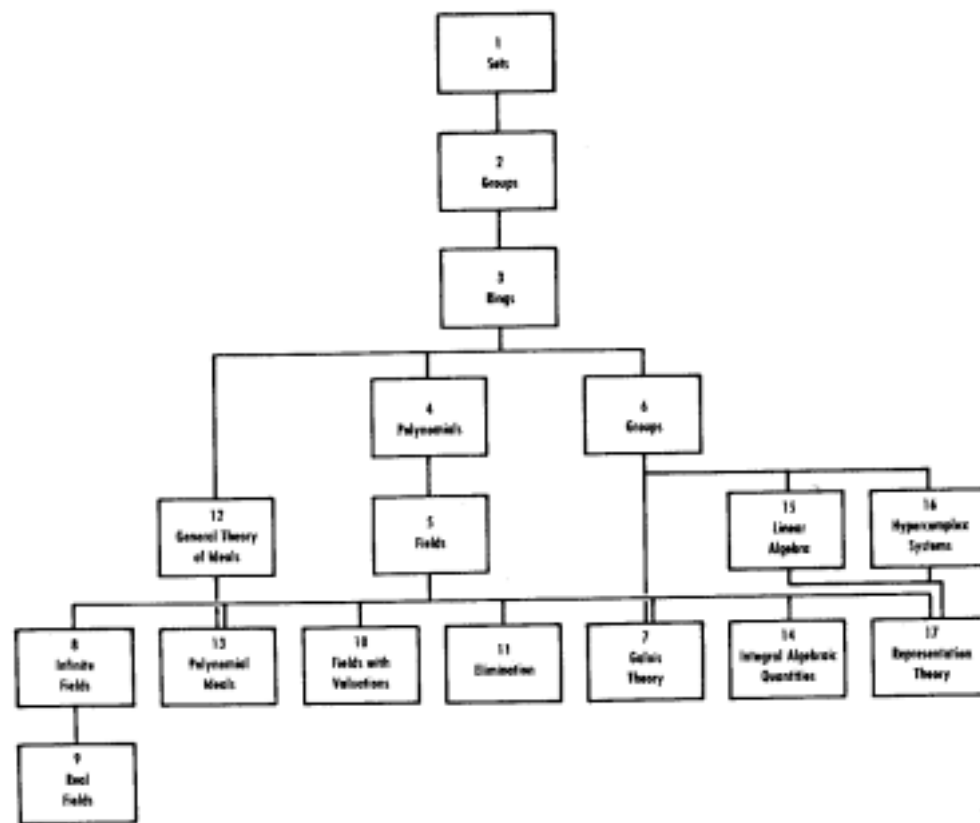 1
Sets
2
Groups
3
Rings
4
Polynomials
6
Groups
12
General Theory
of Ideals
5
Fields
15
Linear
Algebra
16
Hypercomplex
Systems
8
Infinite
Fields
13
Polynomial
Ideals
10
Fields with
Valuations
11
Elimination
7
Galois
Theory
14
Integral Algebraic
Quantities
17
Representation
Theory
9
Real
Fields